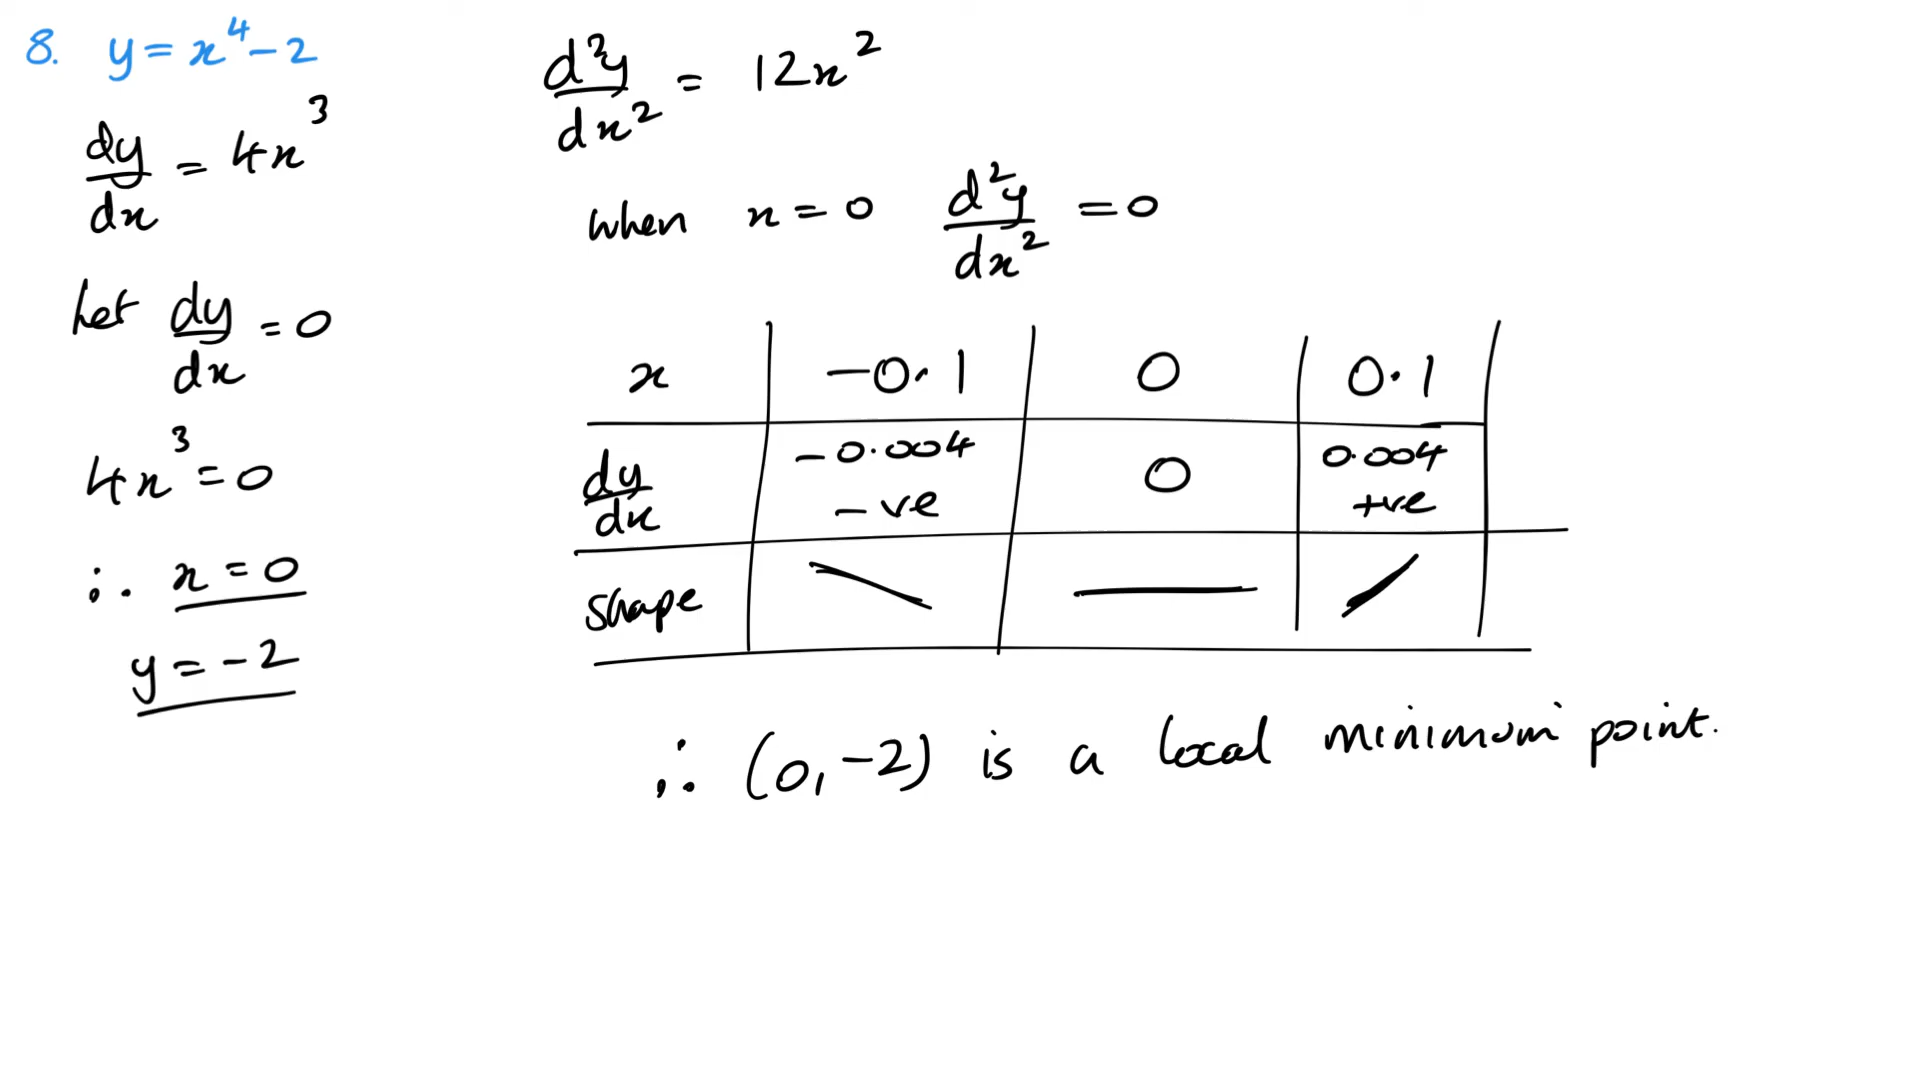 8. y = x⁴ − 2
dy/dx = 4x³
Let dy/dx = 0
4x³ = 0
∴ x = 0
y = −2
d²y/dx² = 12x²
when x = 0 d²y/dx² = 0
x −0.1 0 0.1
dy/dx −0.004 −ve 0 0.004 +ve
shape
∴ (0, −2) is a local minimum point.